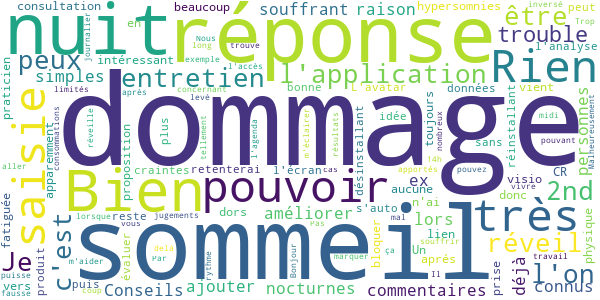 consultation
beaucoup
souffrant
raison
hypersomnies
peut
inversé
Trop
nuit
réponse
être
trouble
l'analyse
journalier
en
Nous
long
trouve
exemple
l'accès
intéressant
praticien
peux
simples
entretien
l'application
Rien
bonne
L'avatar
données
vient
limités
après
concernant
levé
nombreux
saisie
dommage
personnes
apparemment
consommations
réveille
proposition
plus
craintes
tellement
l'agenda
désinstallant
m'éclairer
idée
résultats
toujours
sans
réinstallant
midi
pouvant
Malheureusement
retenterai
l'écran
cas
apportés
14h
pouvez
vivre
visio
CR
aller
Bien
pouvoir
ex
aucune
donc
2nd
fatiguée
c'est
dors
améliorer
s'auto
n'ai
lors
très
physique
Je
lorsque
jugements
reste
vous
évaluer
mal
bloquer
ça
lien
Un
après
souffrir
réveil
déjà
l'on
produit
m'aider
delà
Par
rythme
Pas
marquer
Il
prise
travail
vers
puis
puisse
fausse
coup
Conseils
sommeil
Bonjour
ajouter
nocturnes
commentaires
connus